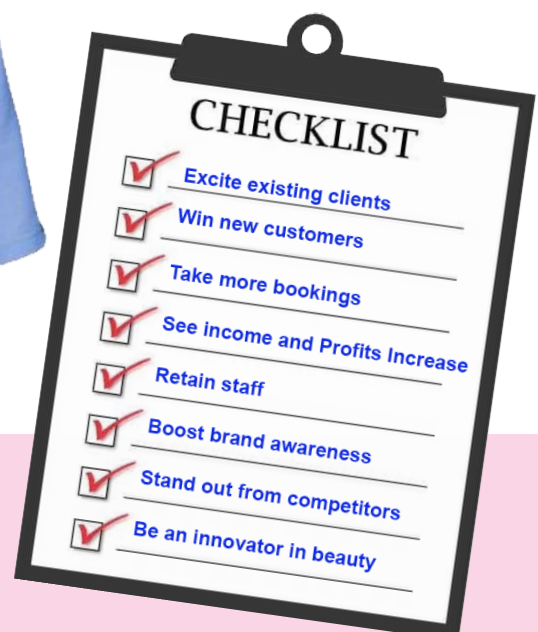 CHECKLIST
Excite existing clients
Win new customers
Take more bookings
See income and Profits Increase
Retain staff
Boost brand awareness
Stand out from competitors
Be an innovator in beauty